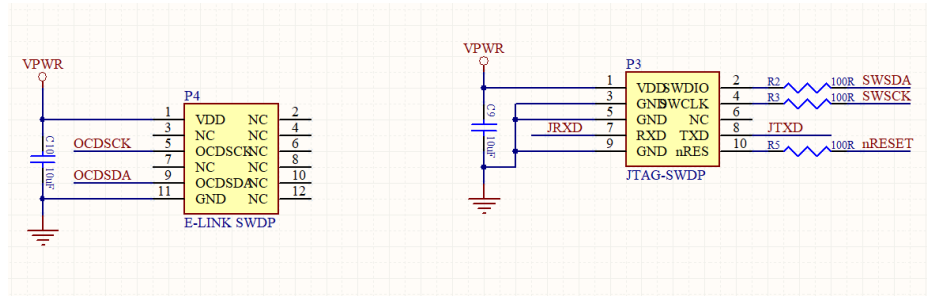 VPWR
P4
1 VDD NC 2
3 NC NC 4
OCDSCK 5 OCDSCK NC 6
7 NC NC 8
OCDSDA 9 OCDSDA NC 10
11 GND NC 12
E-LINK SWDP
C10
10uF
VPWR
P3
1 VDD SWDIO 2 R2 100R SWSDA
3 GND SWCLK 4 R3 100R SWSCK
5 GND NC 6
JRXD 7 RXD TXD 8 JTXD
9 GND nRES 10 R5 100R nRESET
JTAG-SWDP
C9
10uF